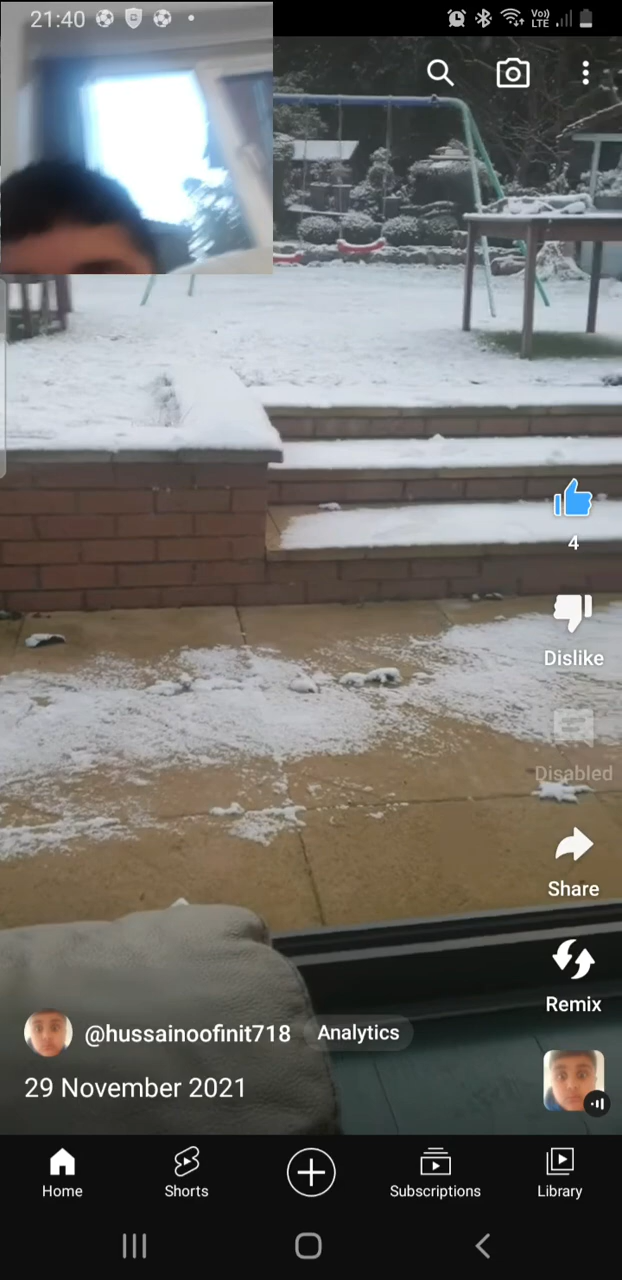 21:40
Vo))
LTE
4
Dislike
Disabled
Share
Remix
@hussainoofinit718 Analytics
29 November 2021
Home Shorts Subscriptions Library